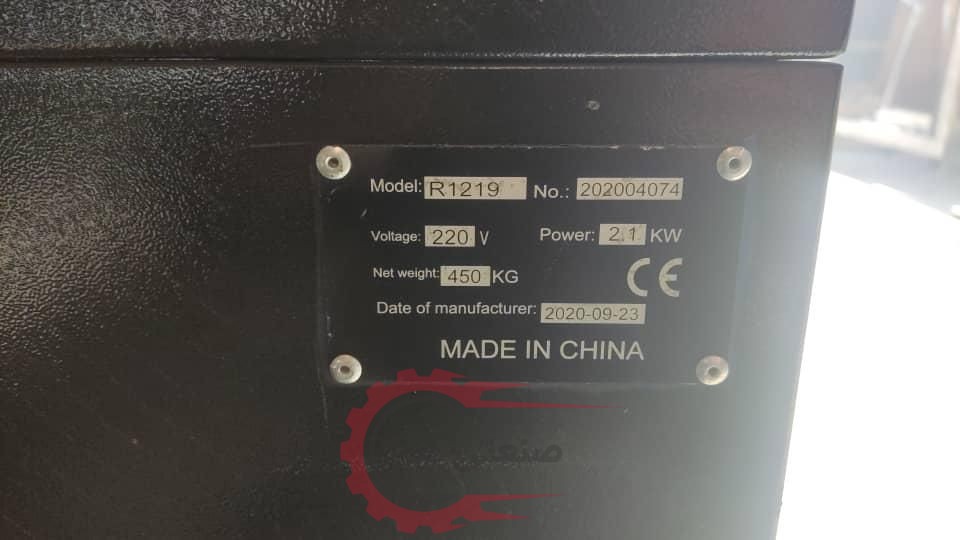 Model: R1219 No.: 202004074
Voltage: 220 V Power: 2.1 KW
Net weight: 450 KG CE
Date of manufacturer: 2020-09-23
MADE IN CHINA